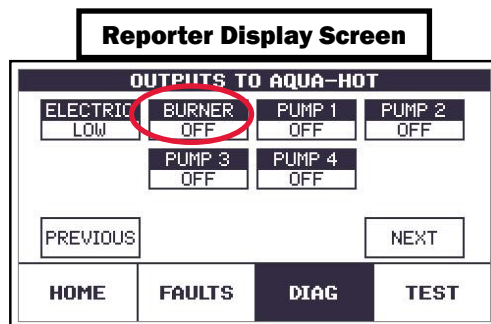 Reporter Display Screen
OUTPUTS TO AQUA-HOT
ELECTRIC BURNER PUMP 1 PUMP 2
LOW OFF OFF OFF
PUMP 3 PUMP 4
OFF OFF
PREVIOUS NEXT
HOME FAULTS DIAG TEST